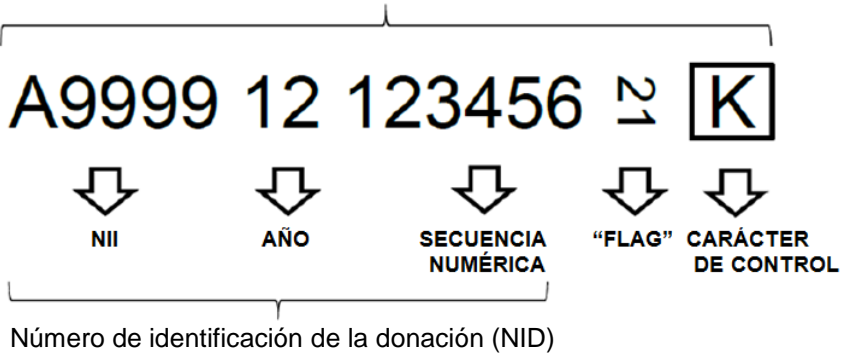 A9999 12 123456 21 K
NII AÑO SECUENCIA NUMÉRICA "FLAG" CARÁCTER DE CONTROL
Número de identificación de la donación (NID)